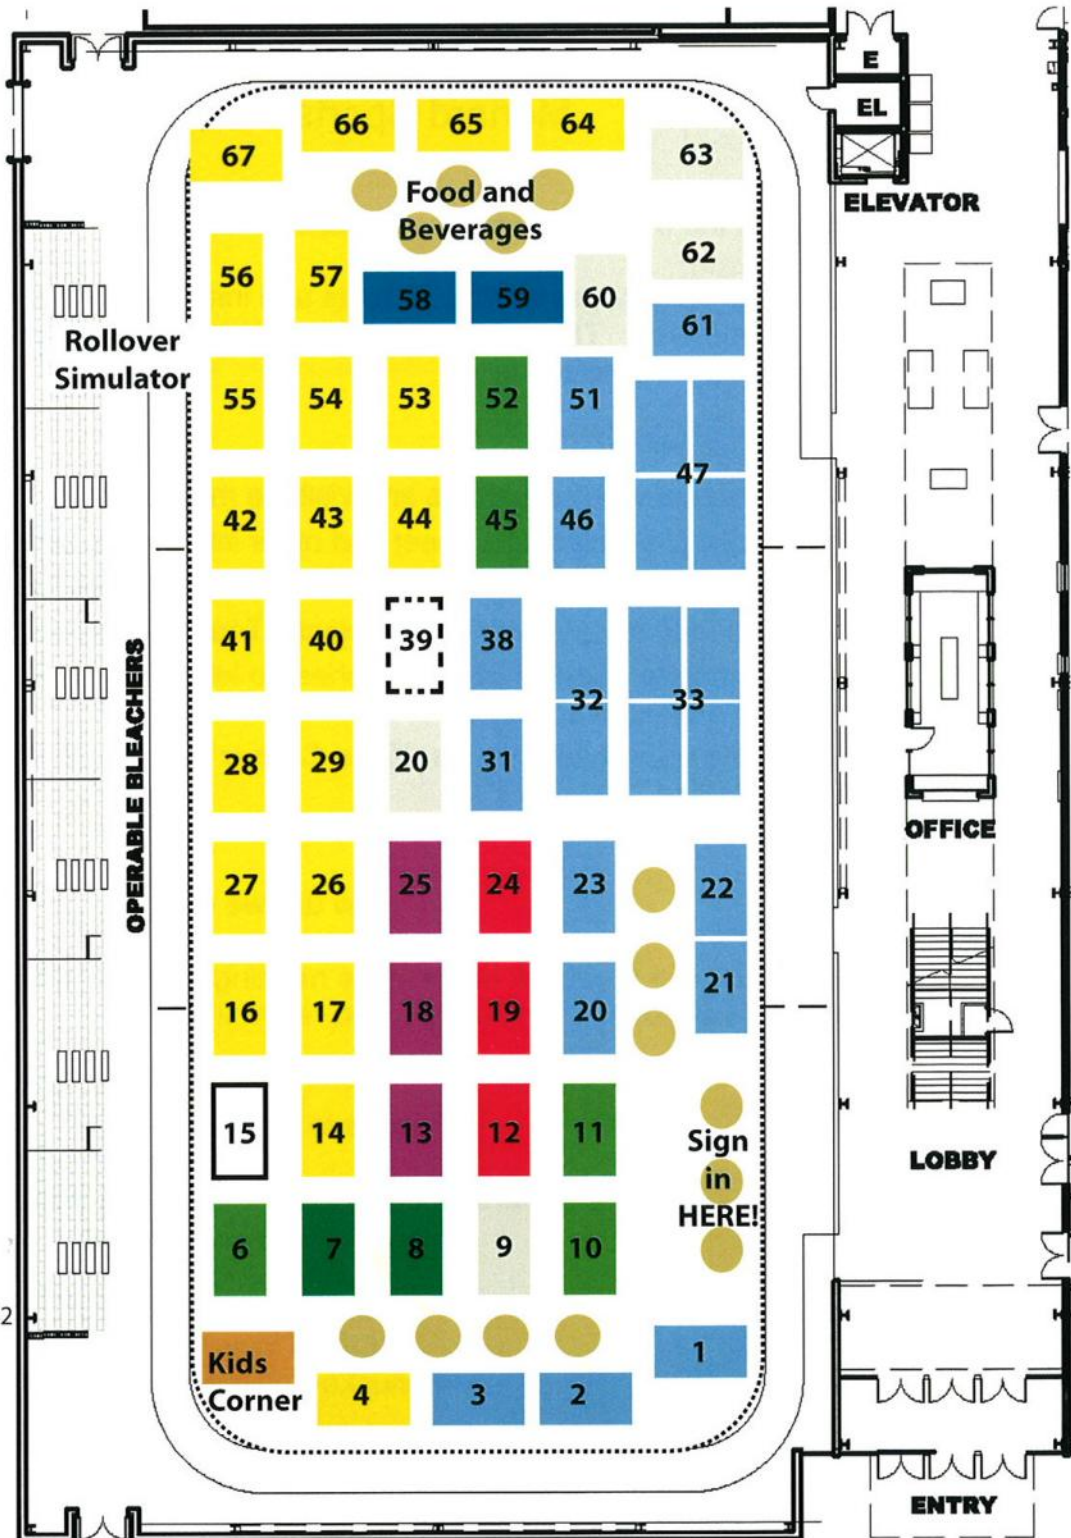 E
EL
ELEVATOR
66 65 64
67 63
Food and
Beverages
56 57 58 59 60 62
61
Rollover
Simulator
55 54 53 52 51
47
42 43 44 45 46
41 40 39 38
32 33
28 29 20 31
OPERABLE BLEACHERS
OFFICE
27 26 25 24 23 22
16 17 18 19 20 21
15 14 13 12 11
Sign
in
HERE!
LOBBY
6 7 8 9 10
2
Kids
Corner
4 3 2 1
ENTRY